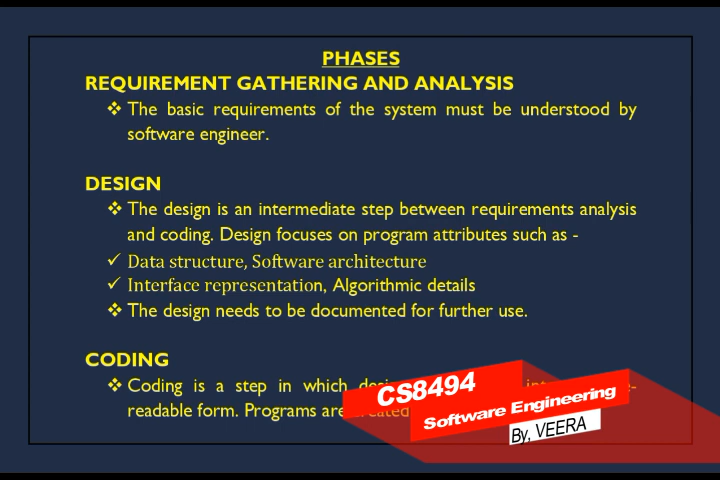 PHASES
REQUIREMENT GATHERING AND ANALYSIS
❖ The basic requirements of the system must be understood by
software engineer.
DESIGN
❖ The design is an intermediate step between requirements analysis
and coding. Design focuses on program attributes such as -
✓ Data structure, Software architecture
✓ Interface representation, Algorithmic details
❖ The design needs to be documented for further use.
CODING
❖ Coding is a step in which
readable form. Programs are
CS8494
Software Engineering
By, VEERA